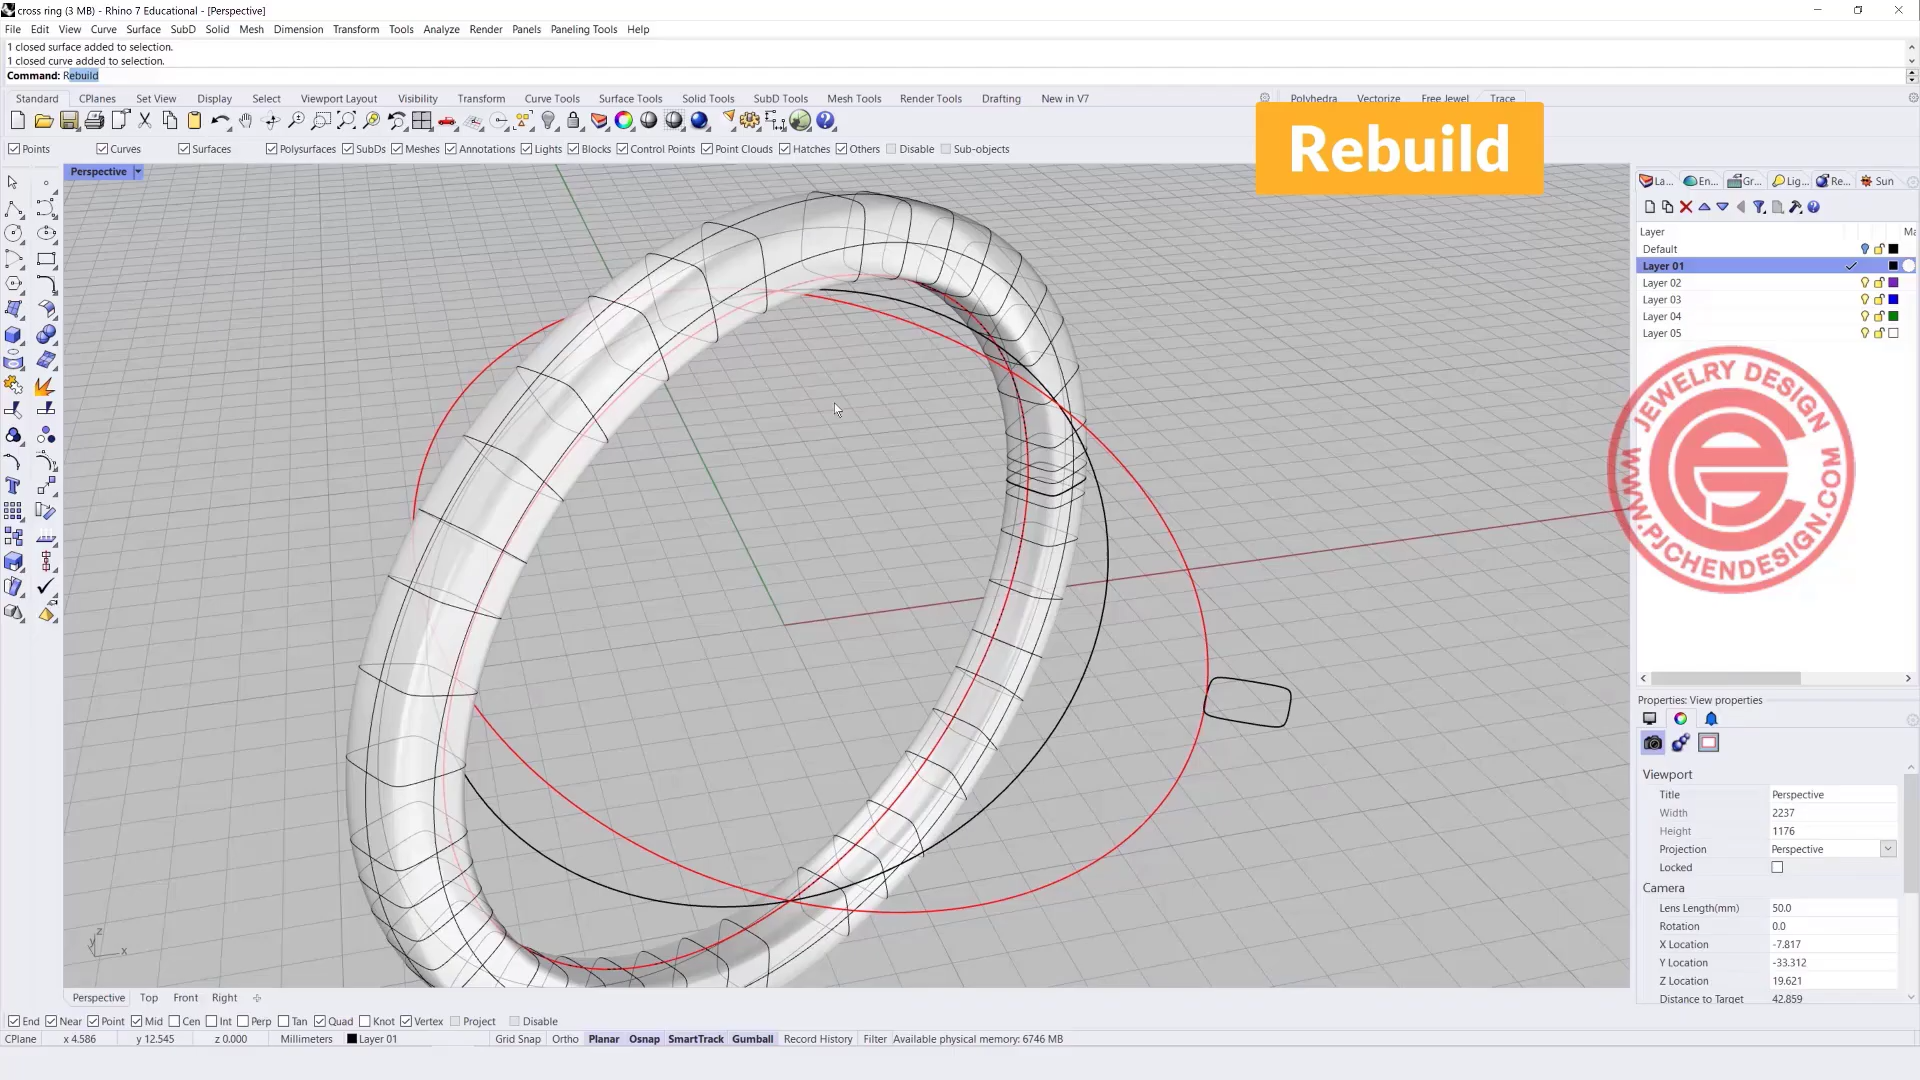 cross ring (3 MB) - Rhino 7 Educational - [Perspective]
File Edit View Curve Surface SubD Solid Mesh Dimension Transform Tools Analyze Render Panels Paneling Tools Help
1 closed surface added to selection.
1 closed curve added to selection.
Command: Rebuild
Standard CPlanes Set View Display Select Viewport Layout Visibility Transform Curve Tools Surface Tools Solid Tools SubD Tools Mesh Tools Render Tools Drafting New in V7 Polyhedra Vectorize Free Jewel Trace
Rebuild
Points Curves Surfaces Polysurfaces SubDs Meshes Annotations Lights Blocks Control Points Point Clouds Hatches Others Disable Sub-objects
Perspective
La... En... Gr... Lig... Re... Sun
Layer Ma
Default
Layer 01
Layer 02
Layer 03
Layer 04
Layer 05
JEWELRY DESIGN
WWW.PJCHENDESIGN.COM
Properties: View properties
Viewport
Title Perspective
Width 2237
Height 1176
Projection Perspective
Locked
Camera
Lens Length(mm) 50.0
Rotation 0.0
X Location -7.817
Y Location -33.312
Z Location 19.621
Distance to Target 42.859
z
y
x
Perspective Top Front Right
End Near Point Mid Cen Int Perp Tan Quad Knot Vertex Project Disable
CPlane x 4.586 y 12.545 z 0.000 Millimeters Layer 01 Grid Snap Ortho Planar Osnap SmartTrack Gumball Record History Filter Available physical memory: 6746 MB